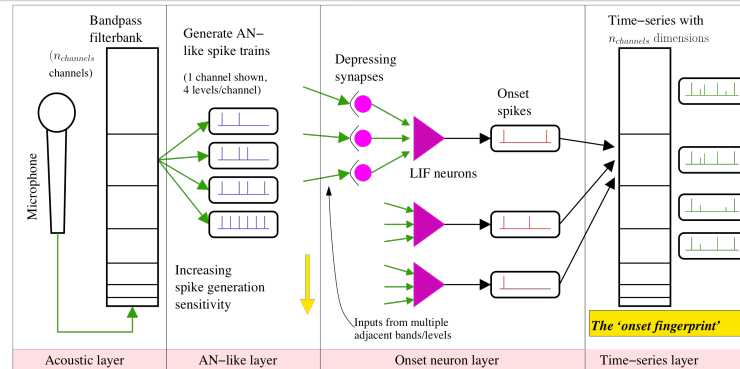 Bandpass
filterbank
(n_channels
channels)
Microphone
Generate AN-
like spike trains
(1 channel shown,
4 levels/channel)
Increasing
spike generation
sensitivity
Depressing
synapses
Onset
spikes
LIF neurons
Inputs from multiple
adjacent bands/levels
Time-series with
n_channels dimensions
The 'onset fingerprint'
Acoustic layer
AN-like layer
Onset neuron layer
Time-series layer